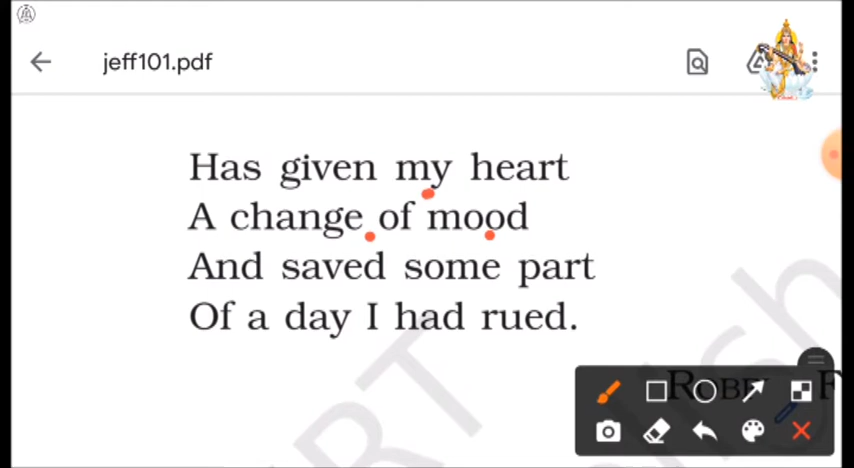 jeff101.pdf
Has given my heart
A change of mood
And saved some part
Of a day I had rued.